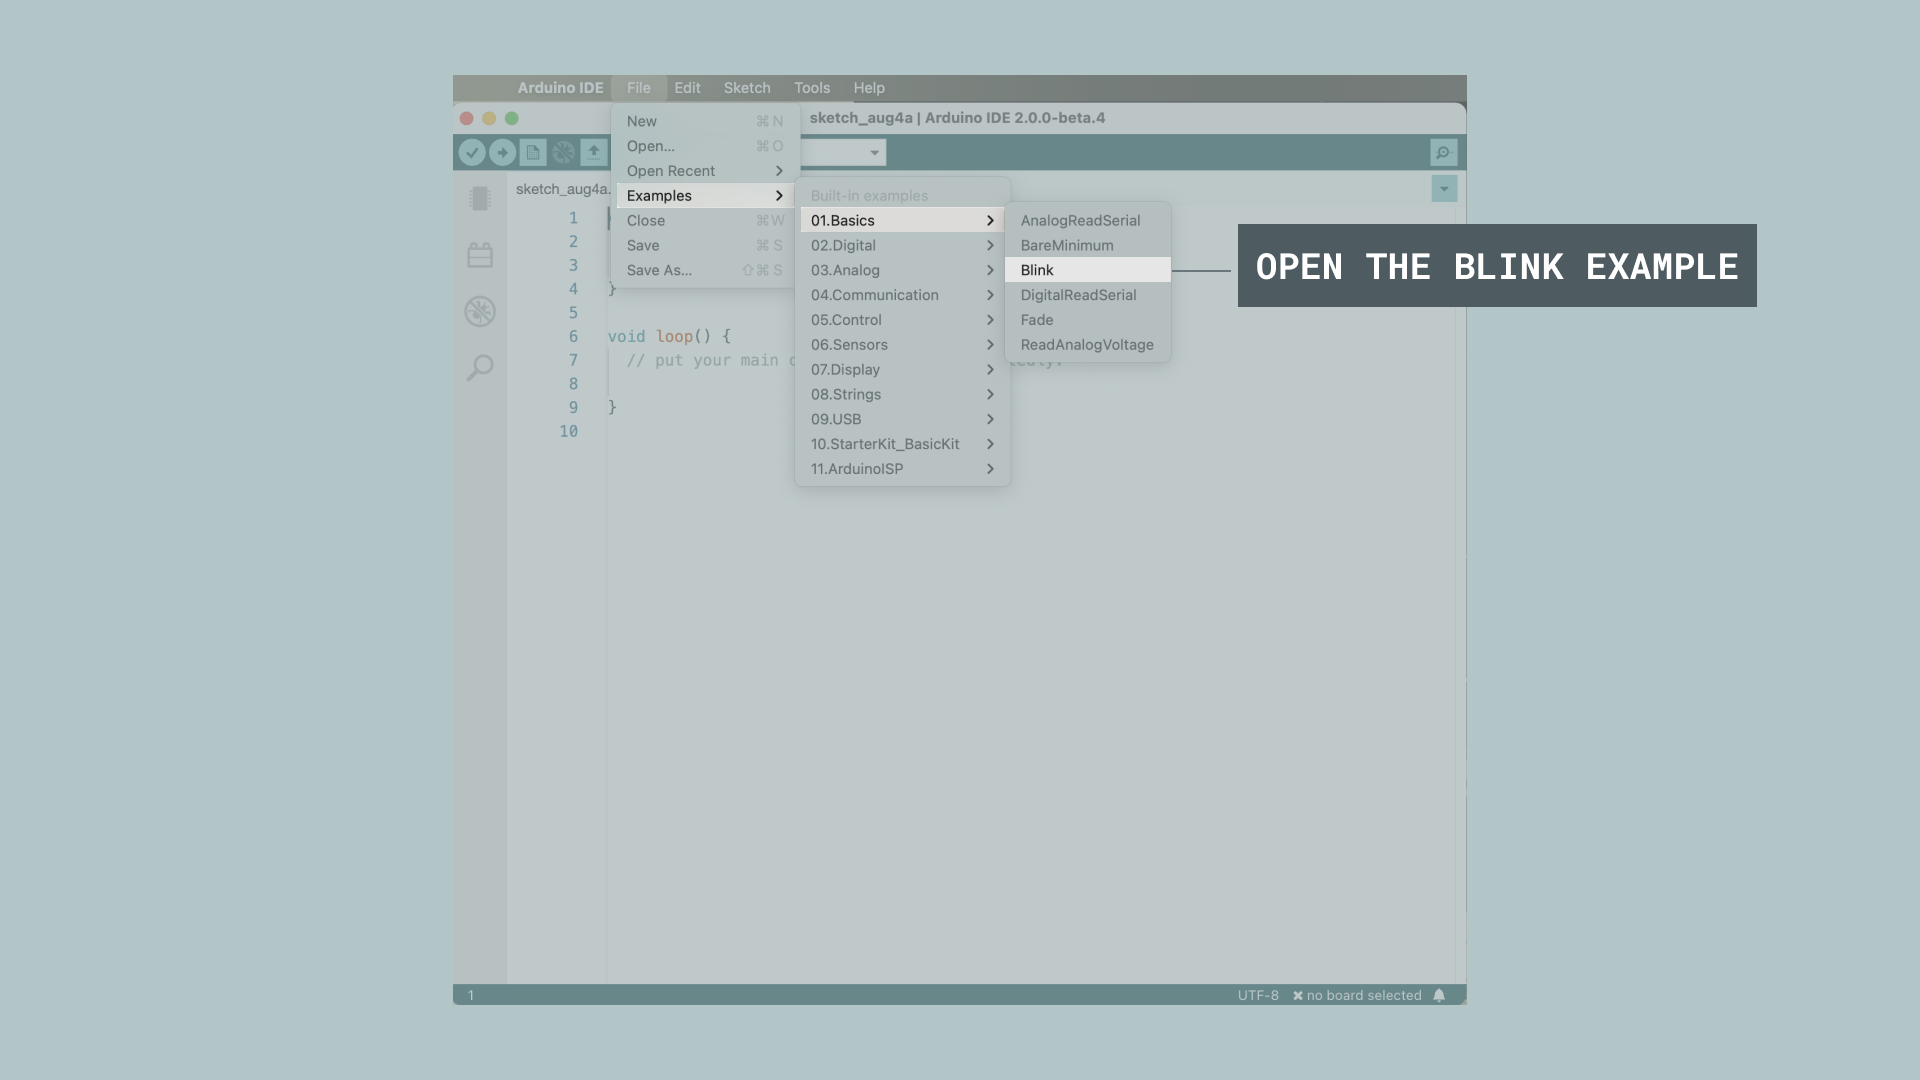 Arduino IDE File Edit Sketch Tools Help
sketch_aug4a | Arduino IDE 2.0.0-beta.4
New ⌘ N
Open... ⌘ O
Open Recent
Examples
Close ⌘ W
Save ⌘ S
Save As... ⇧ ⌘ S
Built-in examples
01.Basics
02.Digital
03.Analog
04.Communication
05.Control
06.Sensors
07.Display
08.Strings
09.USB
10.StarterKit_BasicKit
11.ArduinoISP
AnalogReadSerial
BareMinimum
Blink
DigitalReadSerial
Fade
ReadAnalogVoltage
OPEN THE BLINK EXAMPLE
sketch_aug4a.
1
2
3
4 }
5
6 void loop() {
7 // put your main
8
9 }
10
1 UTF-8 no board selected